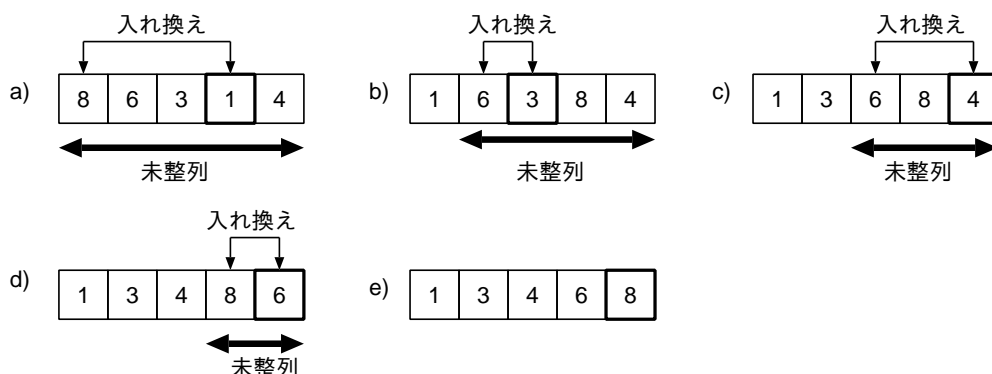 入れ換え
a) 8 6 3 1 4
未整列
入れ換え
b) 1 6 3 8 4
未整列
入れ換え
c) 1 3 6 8 4
未整列
入れ換え
d) 1 3 4 8 6
未整列
e) 1 3 4 6 8